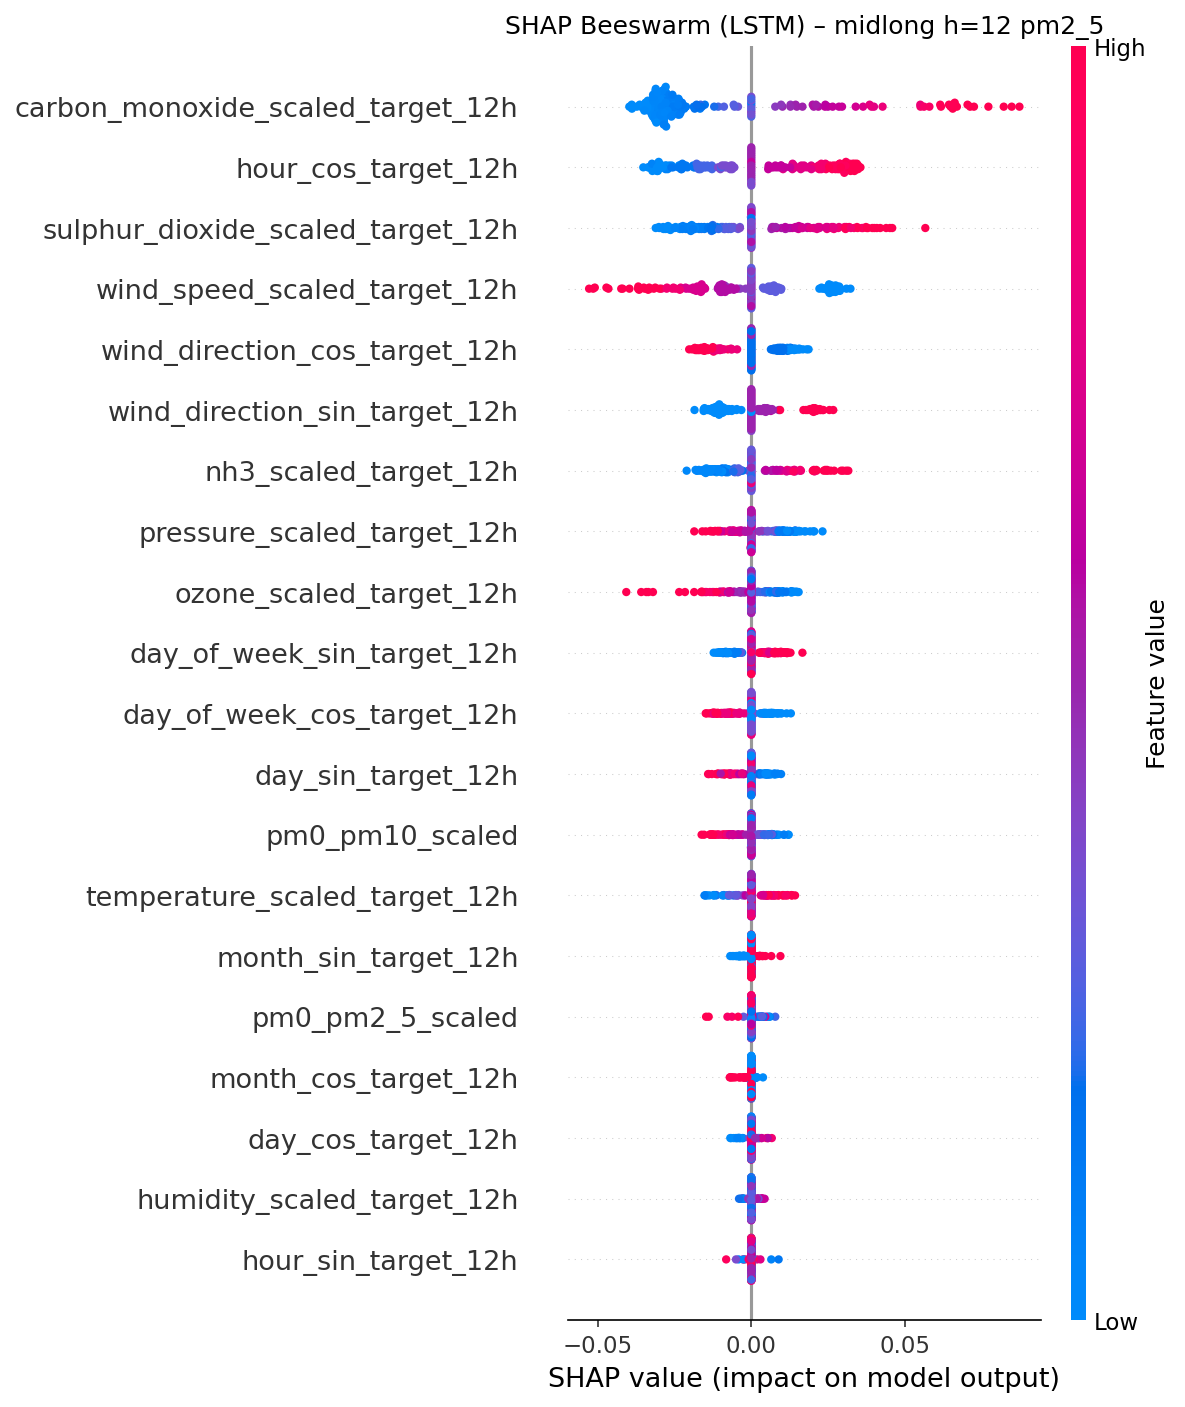 SHAP Beeswarm (LSTM) – midlong h=12 pm2_5
High
carbon_monoxide_scaled_target_12h
hour_cos_target_12h
sulphur_dioxide_scaled_target_12h
wind_speed_scaled_target_12h
wind_direction_cos_target_12h
wind_direction_sin_target_12h
nh3_scaled_target_12h
pressure_scaled_target_12h
ozone_scaled_target_12h
day_of_week_sin_target_12h
day_of_week_cos_target_12h
day_sin_target_12h
pm0_pm10_scaled
temperature_scaled_target_12h
month_sin_target_12h
pm0_pm2_5_scaled
month_cos_target_12h
day_cos_target_12h
humidity_scaled_target_12h
hour_sin_target_12h
Feature value
Low
−0.05 0.00 0.05
SHAP value (impact on model output)